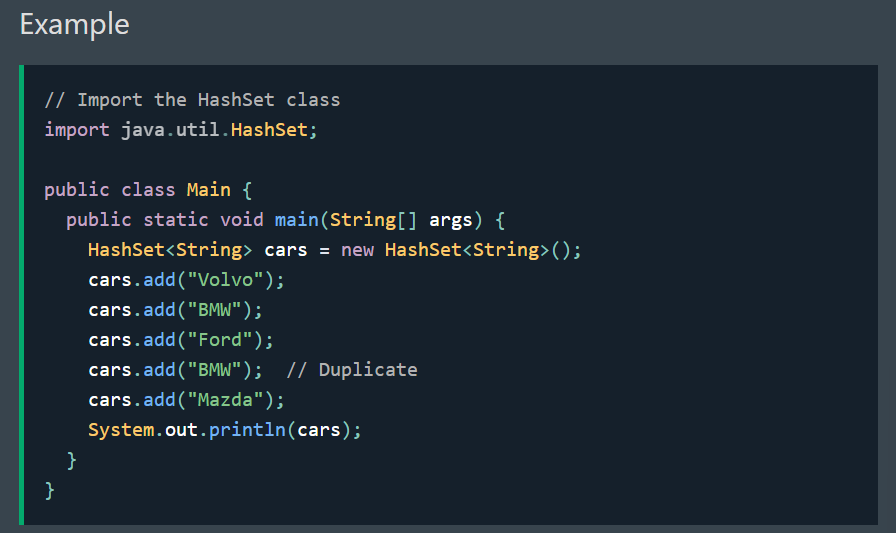 Example
// Import the HashSet class
import java.util.HashSet;
public class Main {
  public static void main(String[] args) {
    HashSet<String> cars = new HashSet<String>();
    cars.add("Volvo");
    cars.add("BMW");
    cars.add("Ford");
    cars.add("BMW");  // Duplicate
    cars.add("Mazda");
    System.out.println(cars);
  }
}